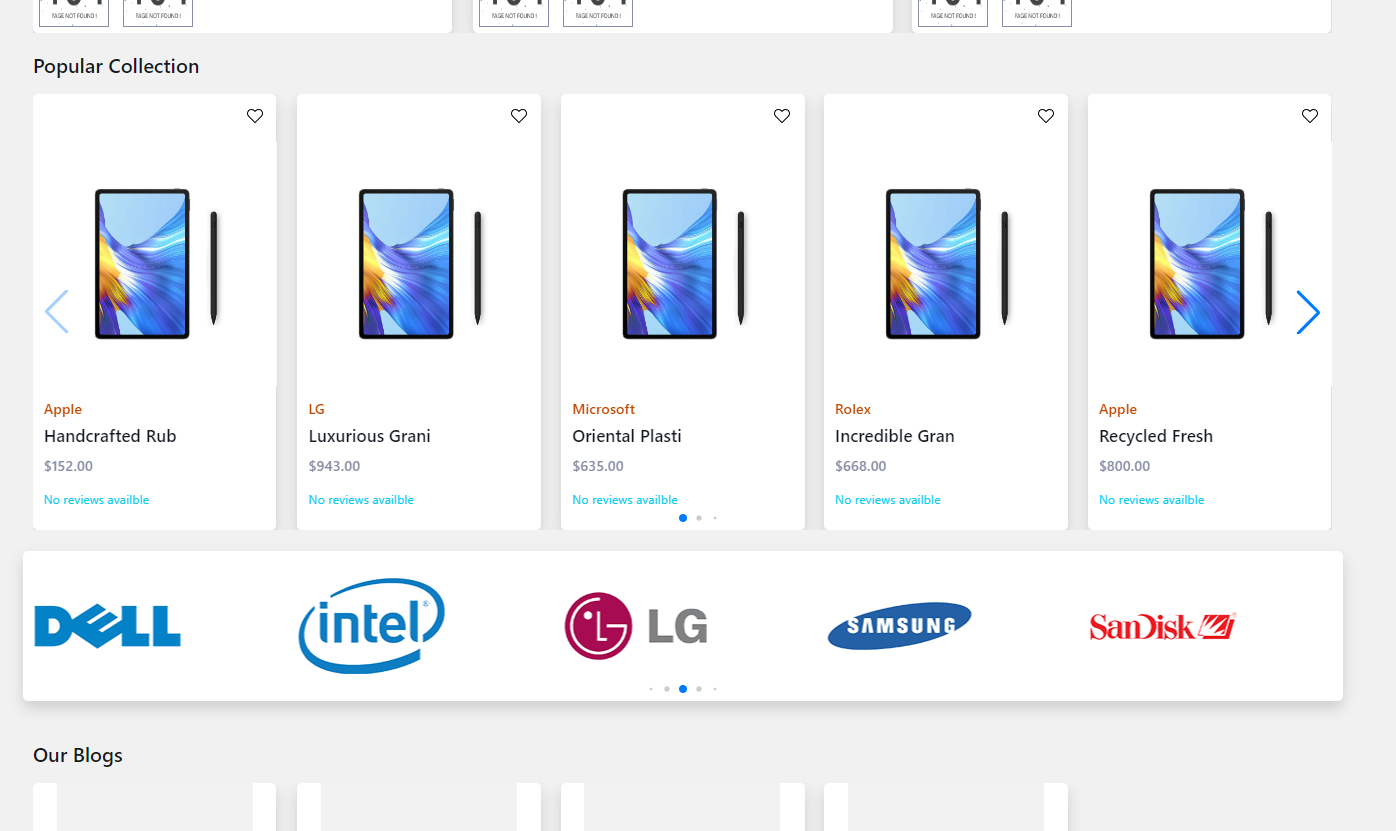 PAGE NOT FOUND ! PAGE NOT FOUND ! PAGE NOT FOUND ! PAGE NOT FOUND ! PAGE NOT FOUND ! PAGE NOT FOUND !
Popular Collection
Apple LG Microsoft Rolex Apple
Handcrafted Rub Luxurious Grani Oriental Plasti Incredible Gran Recycled Fresh
$152.00 $943.00 $635.00 $668.00 $800.00
No reviews availble No reviews availble No reviews availble No reviews availble No reviews availble
DELL intel® LG SAMSUNG SanDisk®
Our Blogs